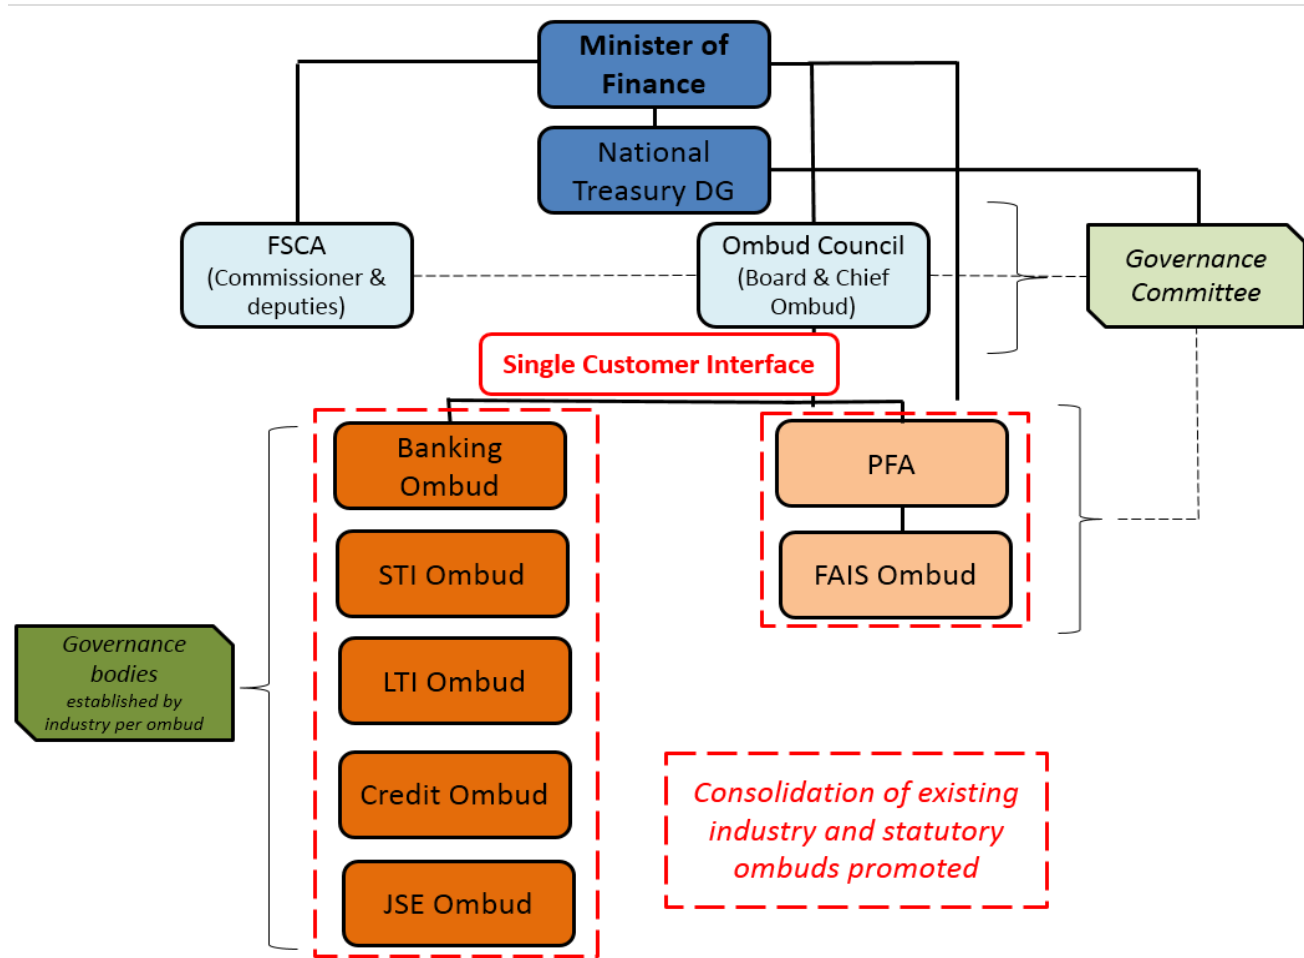 Minister of
Finance
National
Treasury DG
FSCA
(Commissioner &
deputies)
Ombud Council
(Board & Chief
Ombud)
Governance
Committee
Single Customer Interface
Banking
Ombud
STI Ombud
LTI Ombud
Credit Ombud
JSE Ombud
PFA
FAIS Ombud
Governance
bodies
established by
industry per ombud
Consolidation of existing
industry and statutory
ombuds promoted